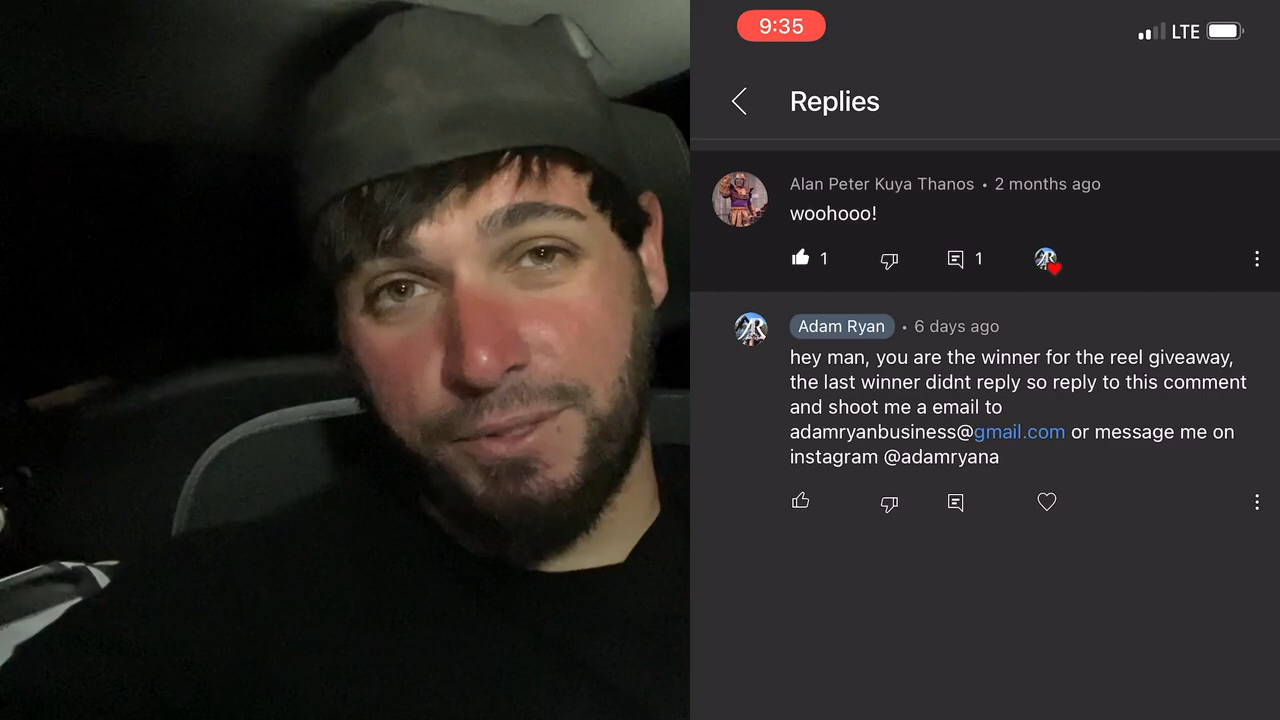 9:35
LTE
Replies
Alan Peter Kuya Thanos • 2 months ago
woohooo!
1
1
Adam Ryan • 6 days ago
hey man, you are the winner for the reel giveaway,
the last winner didnt reply so reply to this comment
and shoot me a email to
adamryanbusiness@gmail.com or message me on
instagram @adamryana